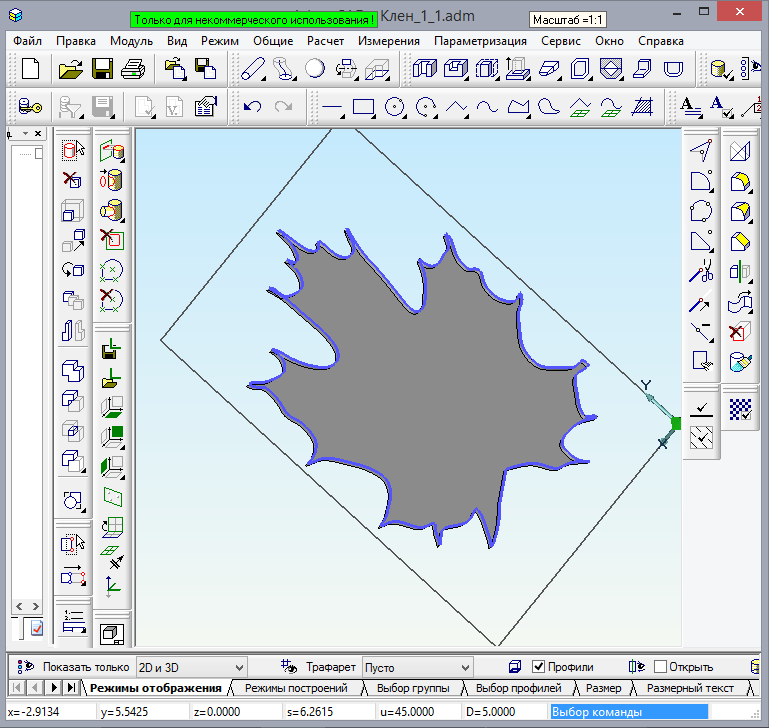 Только для некоммерческого использования !
Клен_1_1.adm
Масштаб =1:1
Файл Правка Модуль Вид Режим Общие Расчет Измерения Параметризация Сервис Окно Справка
Y
X
Показать только 2D и 3D Трафарет Пусто Профили Открыть
Режимы отображения Режимы построений Выбор группы Выбор профилей Размер Размерный текст
x=-2.9134 y=5.5425 z=0.0000 s=6.2615 u=45.0000 D=5.0000 Выбор команды